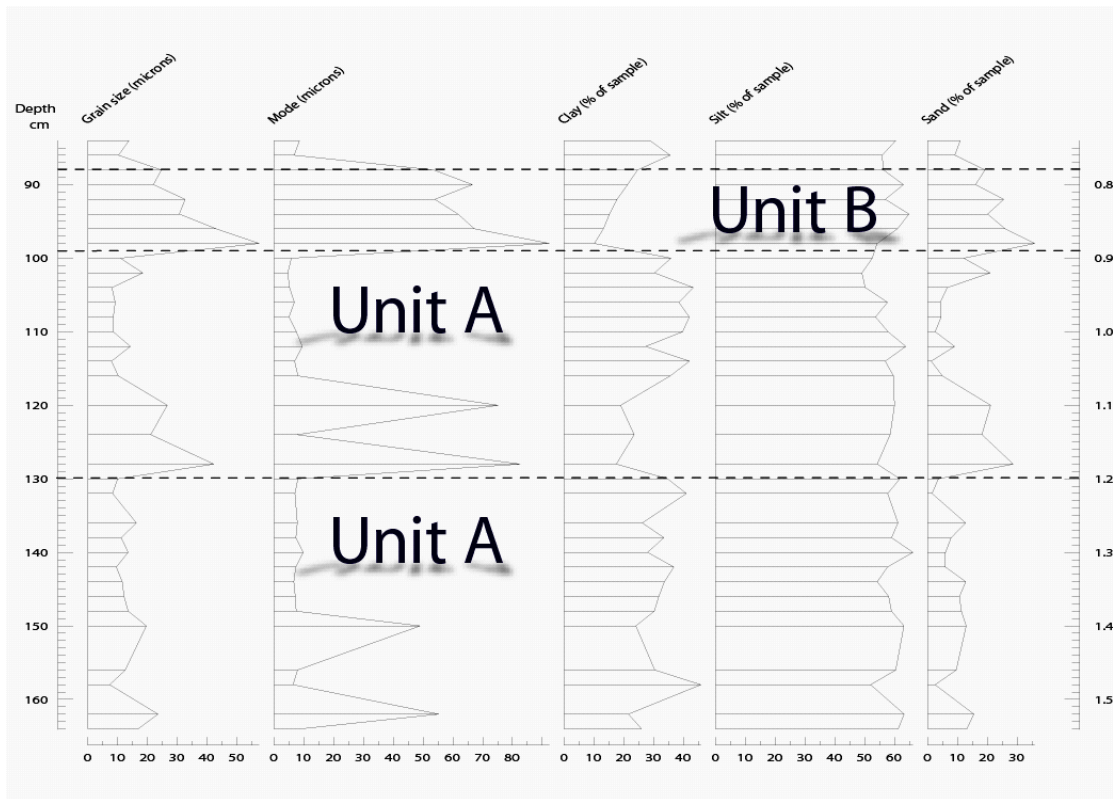 Depth
cm
Grain size (microns)
Mode (microns)
Clay (% of sample)
Silt (% of sample)
Sand (% of sample)
90
100
110
120
130
140
150
160
Unit B
Unit A
Unit A
0.8
0.9
1.0
1.1
1.2
1.3
1.4
1.5
0 10 20 30 40 50
0 10 20 30 40 50 60 70 80
0 10 20 30 40
0 10 20 30 40 50 60
0 10 20 30